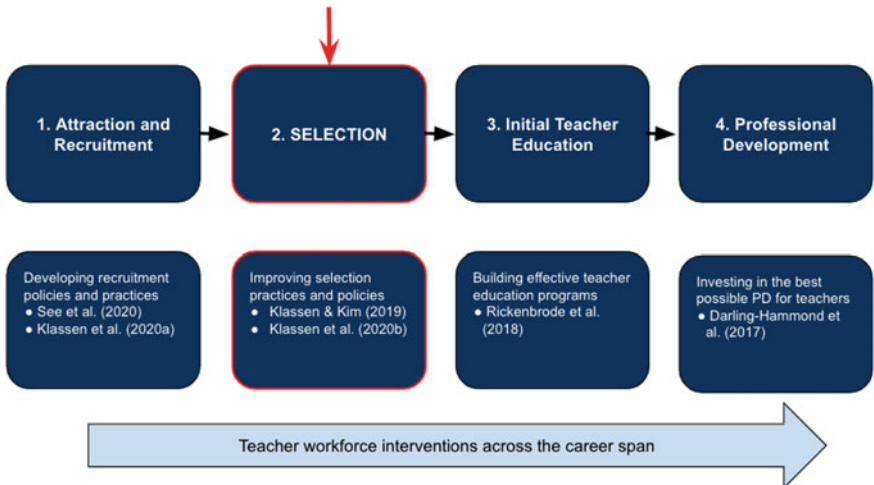 1. Attraction and
Recruitment
2. SELECTION
3. Initial Teacher
Education
4. Professional
Development
Developing recruitment
policies and practices
● See et al. (2020)
● Klassen et al. (2020a)
Improving selection
practices and policies
● Klassen & Kim (2019)
● Klassen et al. (2020b)
Building effective teacher
education programs
● Rickenbrode et al.
(2018)
Investing in the best
possible PD for teachers
● Darling-Hammond et
al. (2017)
Teacher workforce interventions across the career span